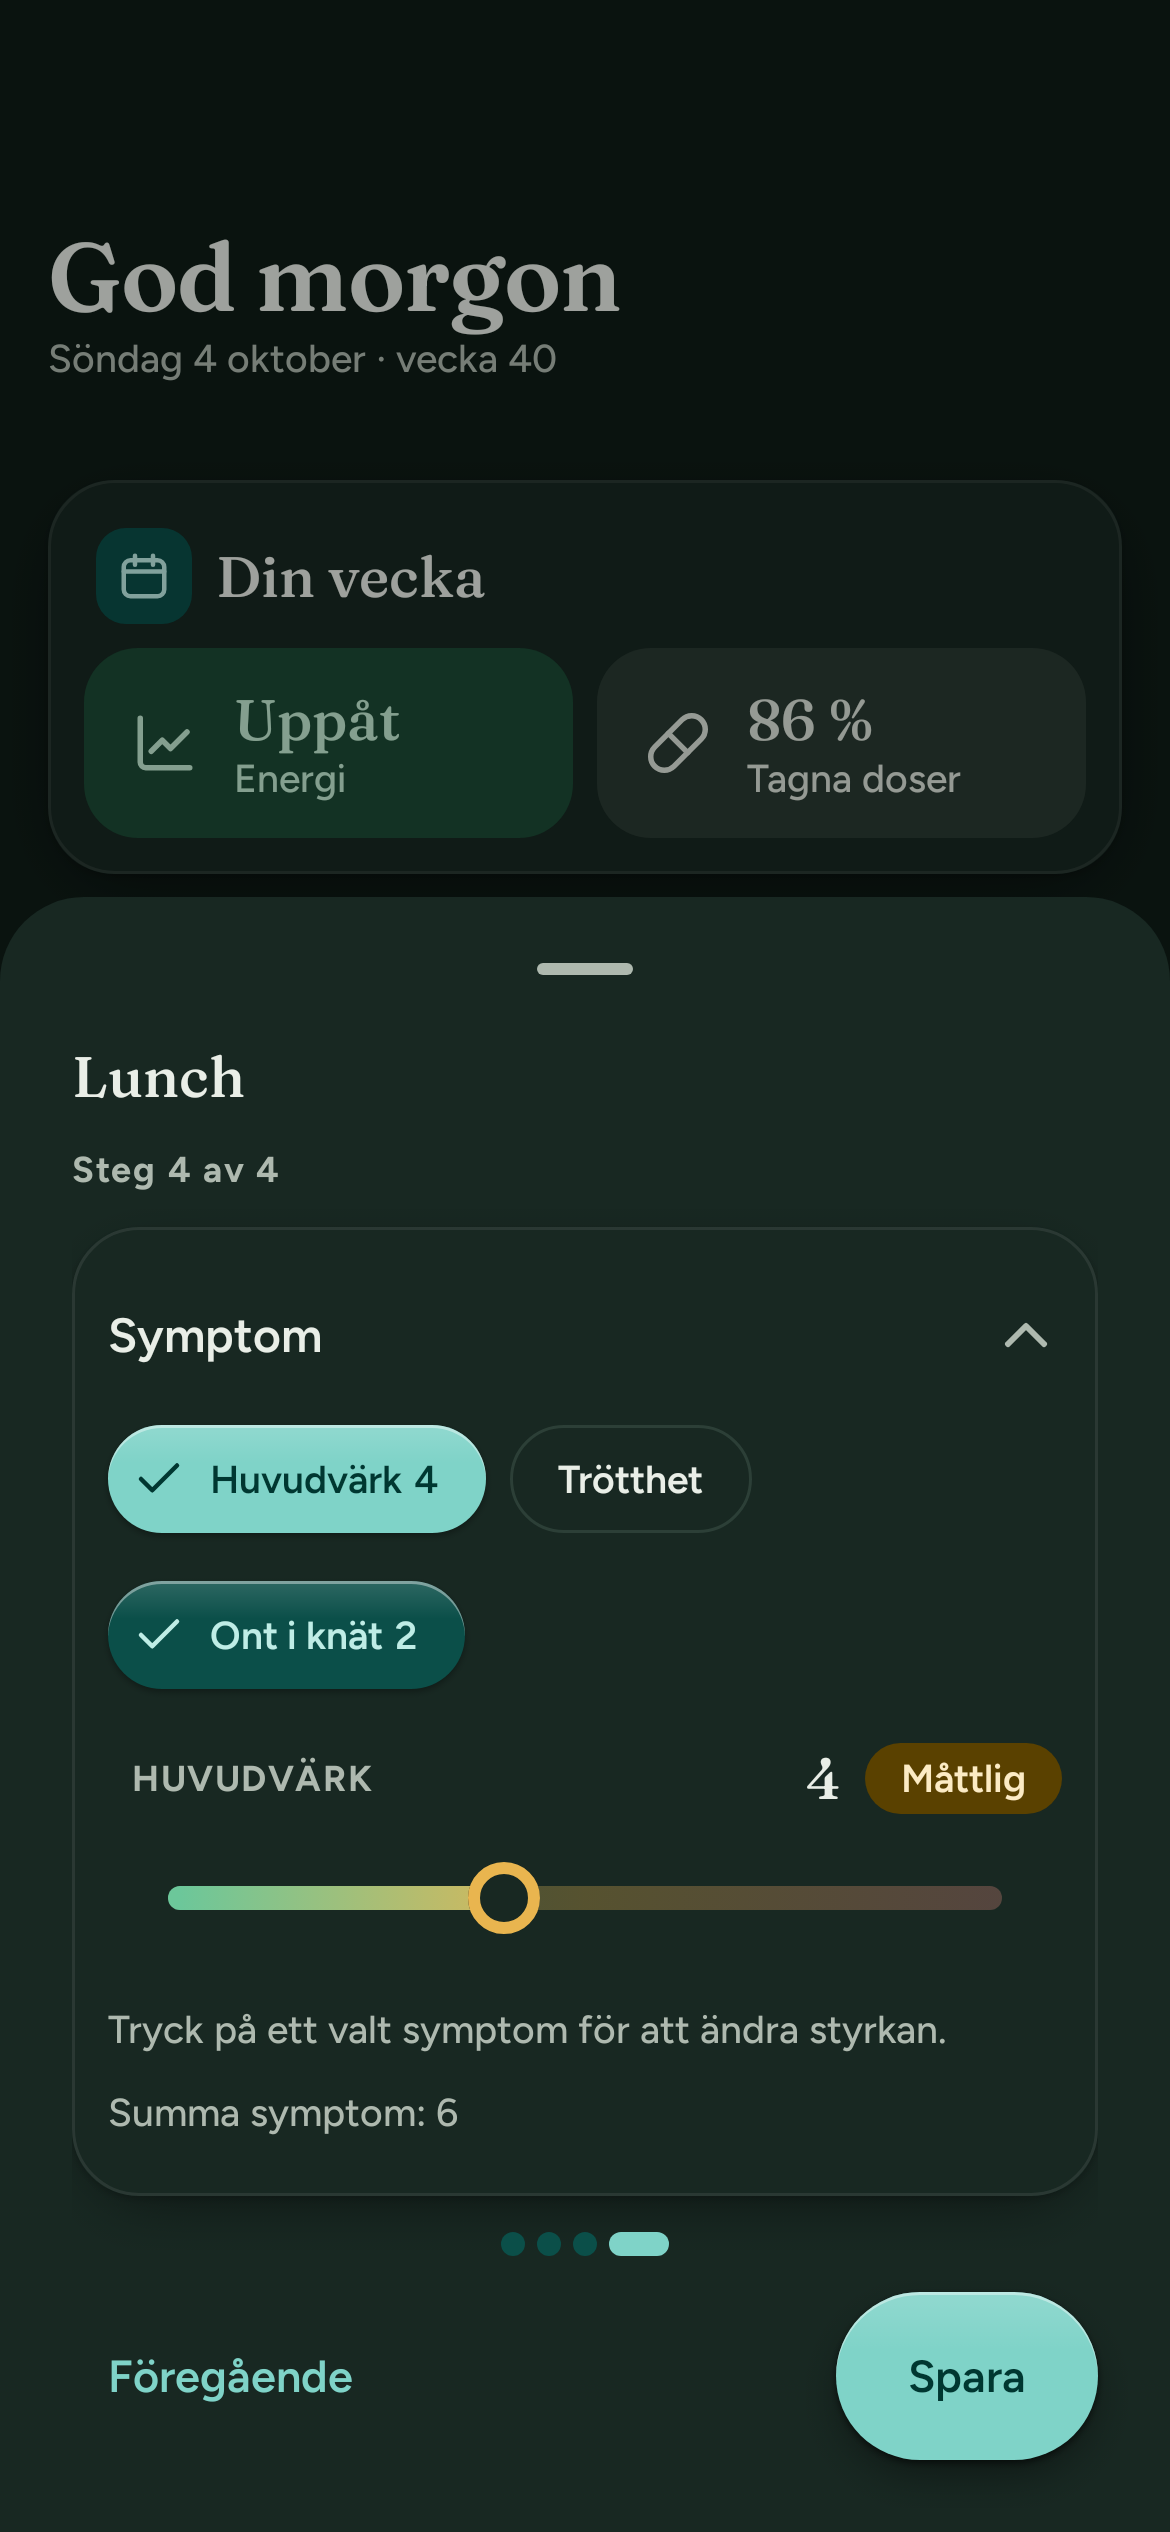 God morgon
Söndag 4 oktober · vecka 40
Din vecka
Uppåt
Energi
86 %
Tagna doser
Lunch
Steg 4 av 4
Symptom
Huvudvärk 4
Trötthet
Ont i knät 2
HUVUDVÄRK
4
Måttlig
Tryck på ett valt symptom för att ändra styrkan.
Summa symptom: 6
Föregående
Spara